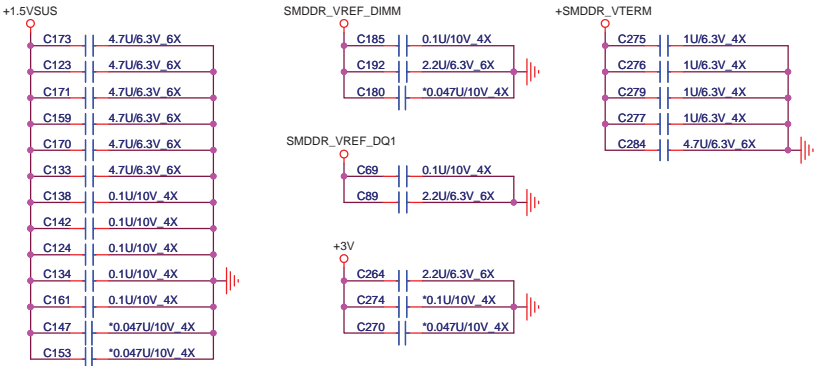 +1.5VSUS
C173 4.7U/6.3V_6X
C123 4.7U/6.3V_6X
C171 4.7U/6.3V_6X
C159 4.7U/6.3V_6X
C170 4.7U/6.3V_6X
C133 4.7U/6.3V_6X
C138 0.1U/10V_4X
C142 0.1U/10V_4X
C124 0.1U/10V_4X
C134 0.1U/10V_4X
C161 0.1U/10V_4X
C147 *0.047U/10V_4X
C153 *0.047U/10V_4X
SMDDR_VREF_DIMM
C185 0.1U/10V_4X
C192 2.2U/6.3V_6X
C180 *0.047U/10V_4X
SMDDR_VREF_DQ1
C69 0.1U/10V_4X
C89 2.2U/6.3V_6X
+3V
C264 2.2U/6.3V_6X
C274 *0.1U/10V_4X
C270 *0.047U/10V_4X
+SMDDR_VTERM
C275 1U/6.3V_4X
C276 1U/6.3V_4X
C279 1U/6.3V_4X
C277 1U/6.3V_4X
C284 4.7U/6.3V_6X